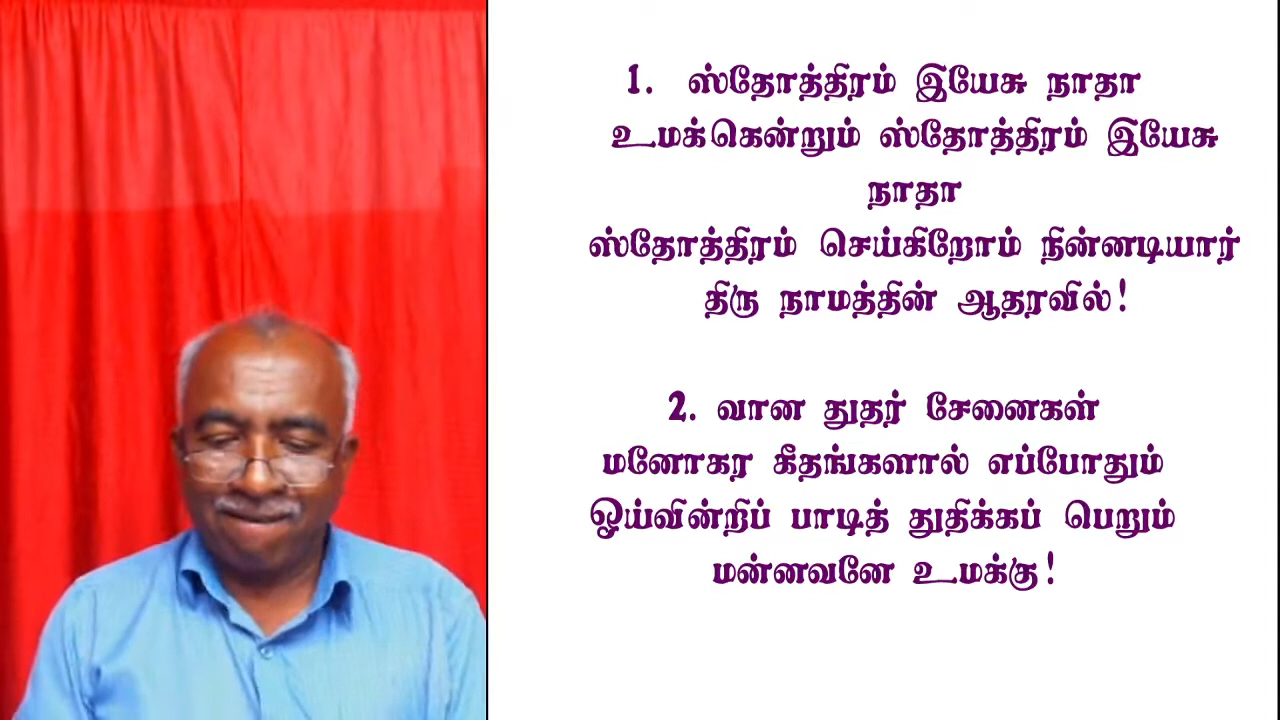 1. ஸ்தோத்திரம் இயேசு நாதா
உமக்கென்றும் ஸ்தோத்திரம் இயேசு
நாதா
ஸ்தோத்திரம் செய்கிறோம் நின்னடியார்
திரு நாமத்தின் ஆதரவில்!
2. வான துதர் சேனைகள்
மனோகர கீதங்களால் எப்போதும்
ஓய்வின்றிப் பாடித் துதிக்கப் பெறும்
மன்னவனே உமக்கு!